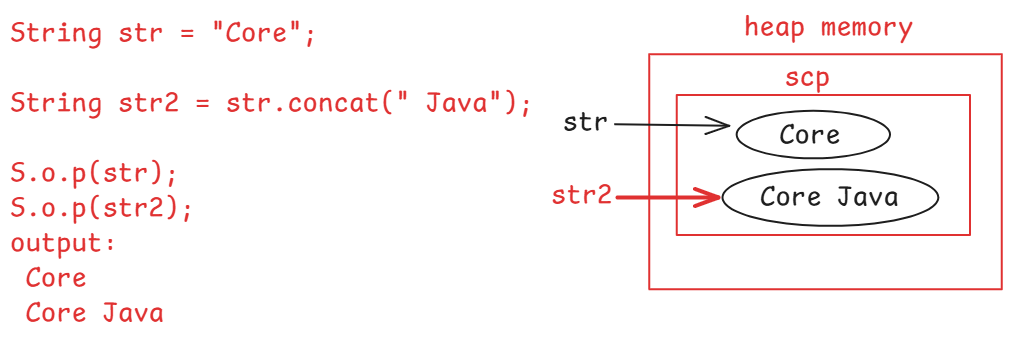 String str = "Core";
String str2 = str.concat(" Java");
S.o.p(str);
S.o.p(str2);
output:
Core
Core Java
heap memory
scp
str
Core
str2
Core Java